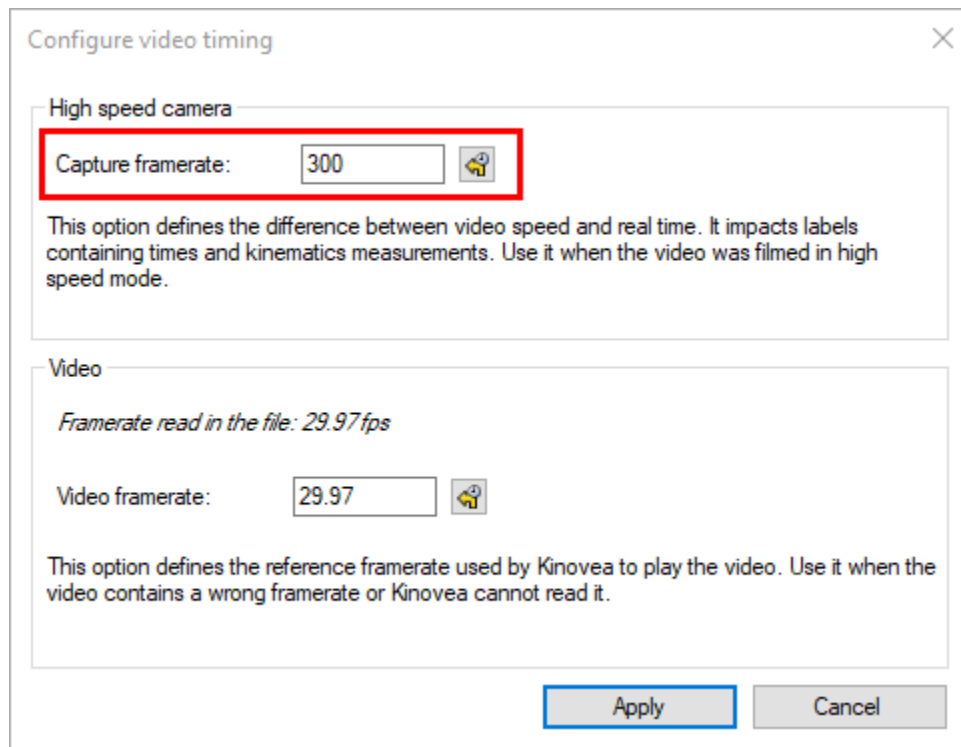 Configure video timing
High speed camera
Capture framerate: 300
This option defines the difference between video speed and real time. It impacts labels
containing times and kinematics measurements. Use it when the video was filmed in high
speed mode.
Video
Framerate read in the file: 29.97 fps
Video framerate: 29.97
This option defines the reference framerate used by Kinovea to play the video. Use it when the
video contains a wrong framerate or Kinovea cannot read it.
Apply Cancel